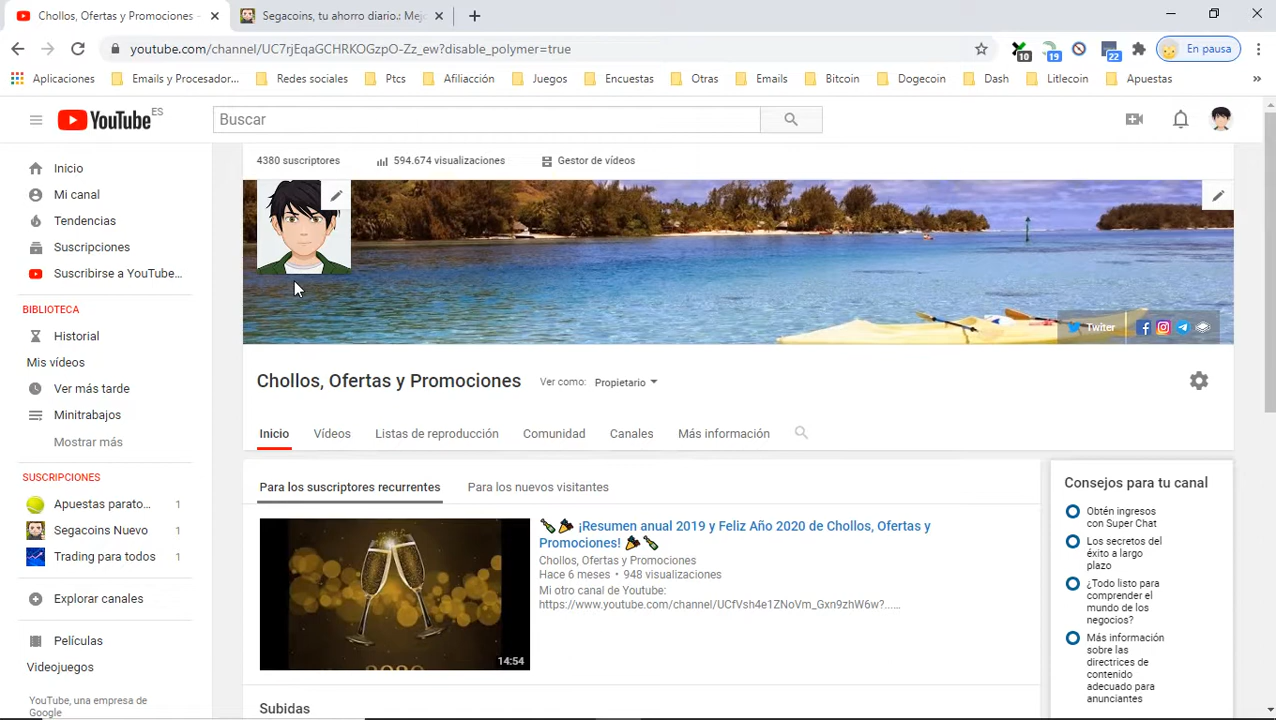 Chollos, Ofertas y Promociones -
Segacoins, tu ahorro diario.: Mejo
youtube.com/channel/UC7rjEqaGCHRKOGzpO-Zz_ew?disable_polymer=true
10
19
22
En pausa
Aplicaciones
Emails y Procesador...
Redes sociales
Ptcs
Afiliacción
Juegos
Encuestas
Otras
Emails
Bitcoin
Dogecoin
Dash
Litlecoin
Apuestas
»
YouTube ES
Buscar
Inicio
Mi canal
Tendencias
Suscripciones
Suscribirse a YouTube...
BIBLIOTECA
Historial
Mis vídeos
Ver más tarde
Minitrabajos
Mostrar más
SUSCRIPCIONES
Apuestas parato... 1
Segacoins Nuevo 1
Trading para todos 1
Explorar canales
Películas
Videojuegos
YouTube, una empresa de
Google
4380 suscriptores
594.674 visualizaciones
Gestor de vídeos
Twiter
Chollos, Ofertas y Promociones
Ver como: Propietario
Inicio
Vídeos
Listas de reproducción
Comunidad
Canales
Más información
Para los suscriptores recurrentes
Para los nuevos visitantes
2020
14:54
¡Resumen anual 2019 y Feliz Año 2020 de Chollos, Ofertas y
Promociones!
Chollos, Ofertas y Promociones
Hace 6 meses • 948 visualizaciones
Mi otro canal de Youtube:
https://www.youtube.com/channel/UCfVsh4e1ZNoVm_Gxn9zhW6w?......
Subidas
Consejos para tu canal
Obtén ingresos
con Super Chat
Los secretos del
éxito a largo
plazo
¿Todo listo para
comprender el
mundo de los
negocios?
Más información
sobre las
directrices de
contenido
adecuado para
anunciantes